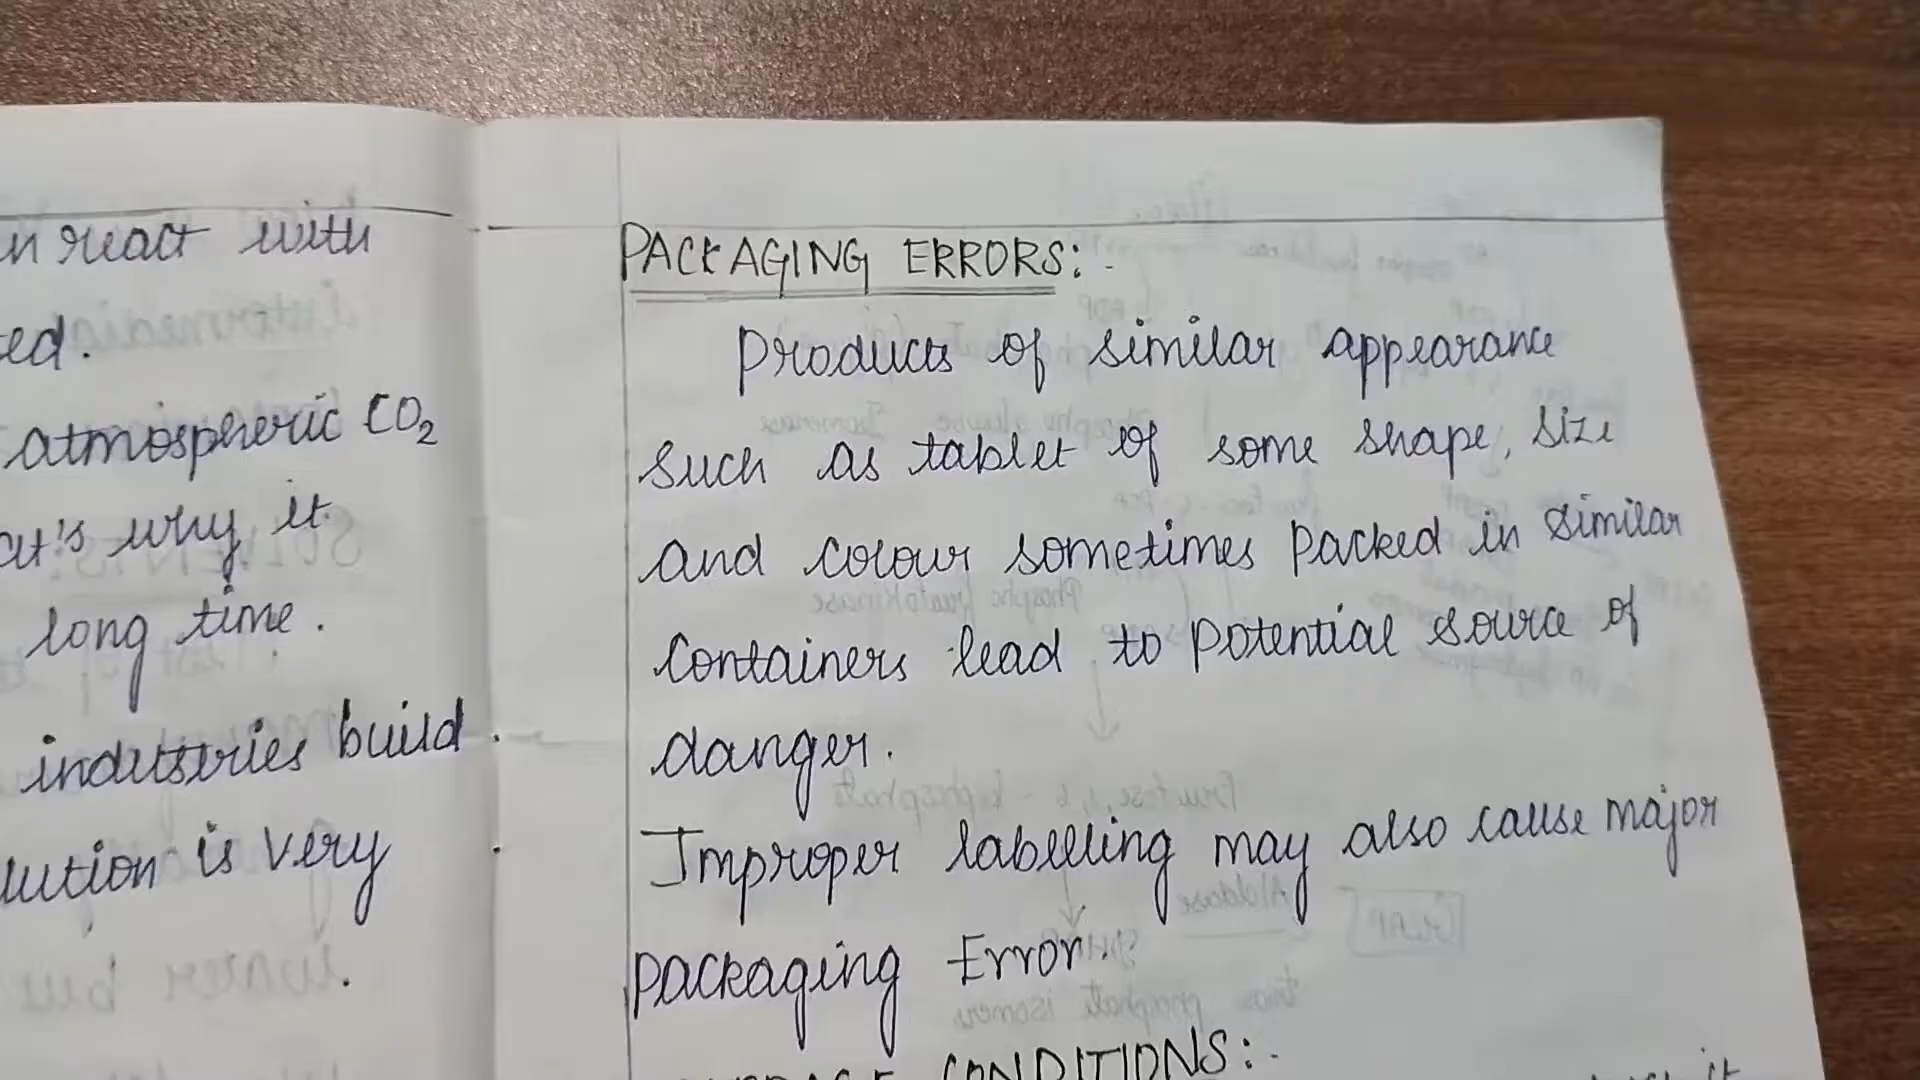 n react with
ed.
atmospheric CO2
at's why it
long time.
industries build.
lution is very
PACKAGING ERRORS:-
Products of similar appearance
such as tablet of some shape, size
and colour sometimes packed in similar
containers lead to potential source of
danger.
Improper labelling may also cause major
packaging Error.
CONDITIONS:-